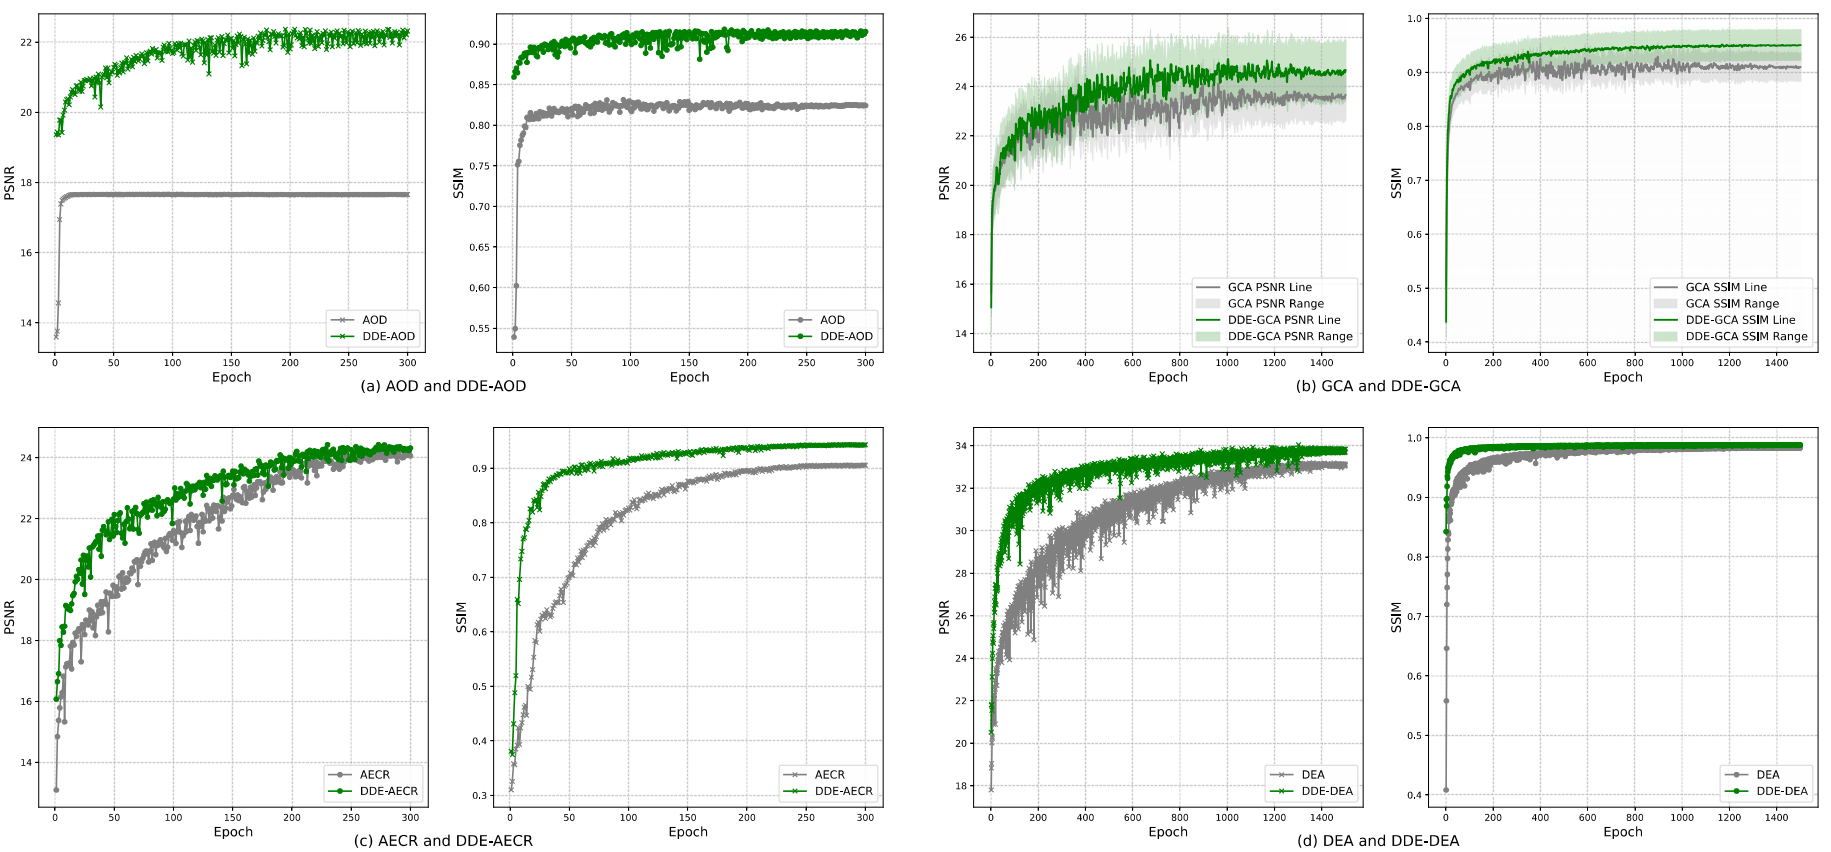 PSNR
22
20
18
16
14
0
50
100
150
200
250
300
Epoch
AOD
DDE-AOD
SSIM
0.90
0.85
0.80
0.75
0.70
0.65
0.60
0.55
0
50
100
150
200
250
300
Epoch
AOD
DDE-AOD
(a) AOD and DDE-AOD
PSNR
26
24
22
20
18
16
14
0
200
400
600
800
1000
1200
1400
Epoch
GCA PSNR Line
GCA PSNR Range
DDE-GCA PSNR Line
DDE-GCA PSNR Range
SSIM
1.0
0.9
0.8
0.7
0.6
0.5
0.4
0
200
400
600
800
1000
1200
1400
Epoch
GCA SSIM Line
GCA SSIM Range
DDE-GCA SSIM Line
DDE-GCA SSIM Range
(b) GCA and DDE-GCA
PSNR
24
22
20
18
16
14
0
50
100
150
200
250
300
Epoch
AECR
DDE-AECR
SSIM
0.9
0.8
0.7
0.6
0.5
0.4
0.3
0
50
100
150
200
250
300
Epoch
AECR
DDE-AECR
(c) AECR and DDE-AECR
PSNR
34
32
30
28
26
24
22
20
18
0
200
400
600
800
1000
1200
1400
Epoch
DEA
DDE-DEA
SSIM
1.0
0.9
0.8
0.7
0.6
0.5
0.4
0
200
400
600
800
1000
1200
1400
Epoch
DEA
DDE-DEA
(d) DEA and DDE-DEA